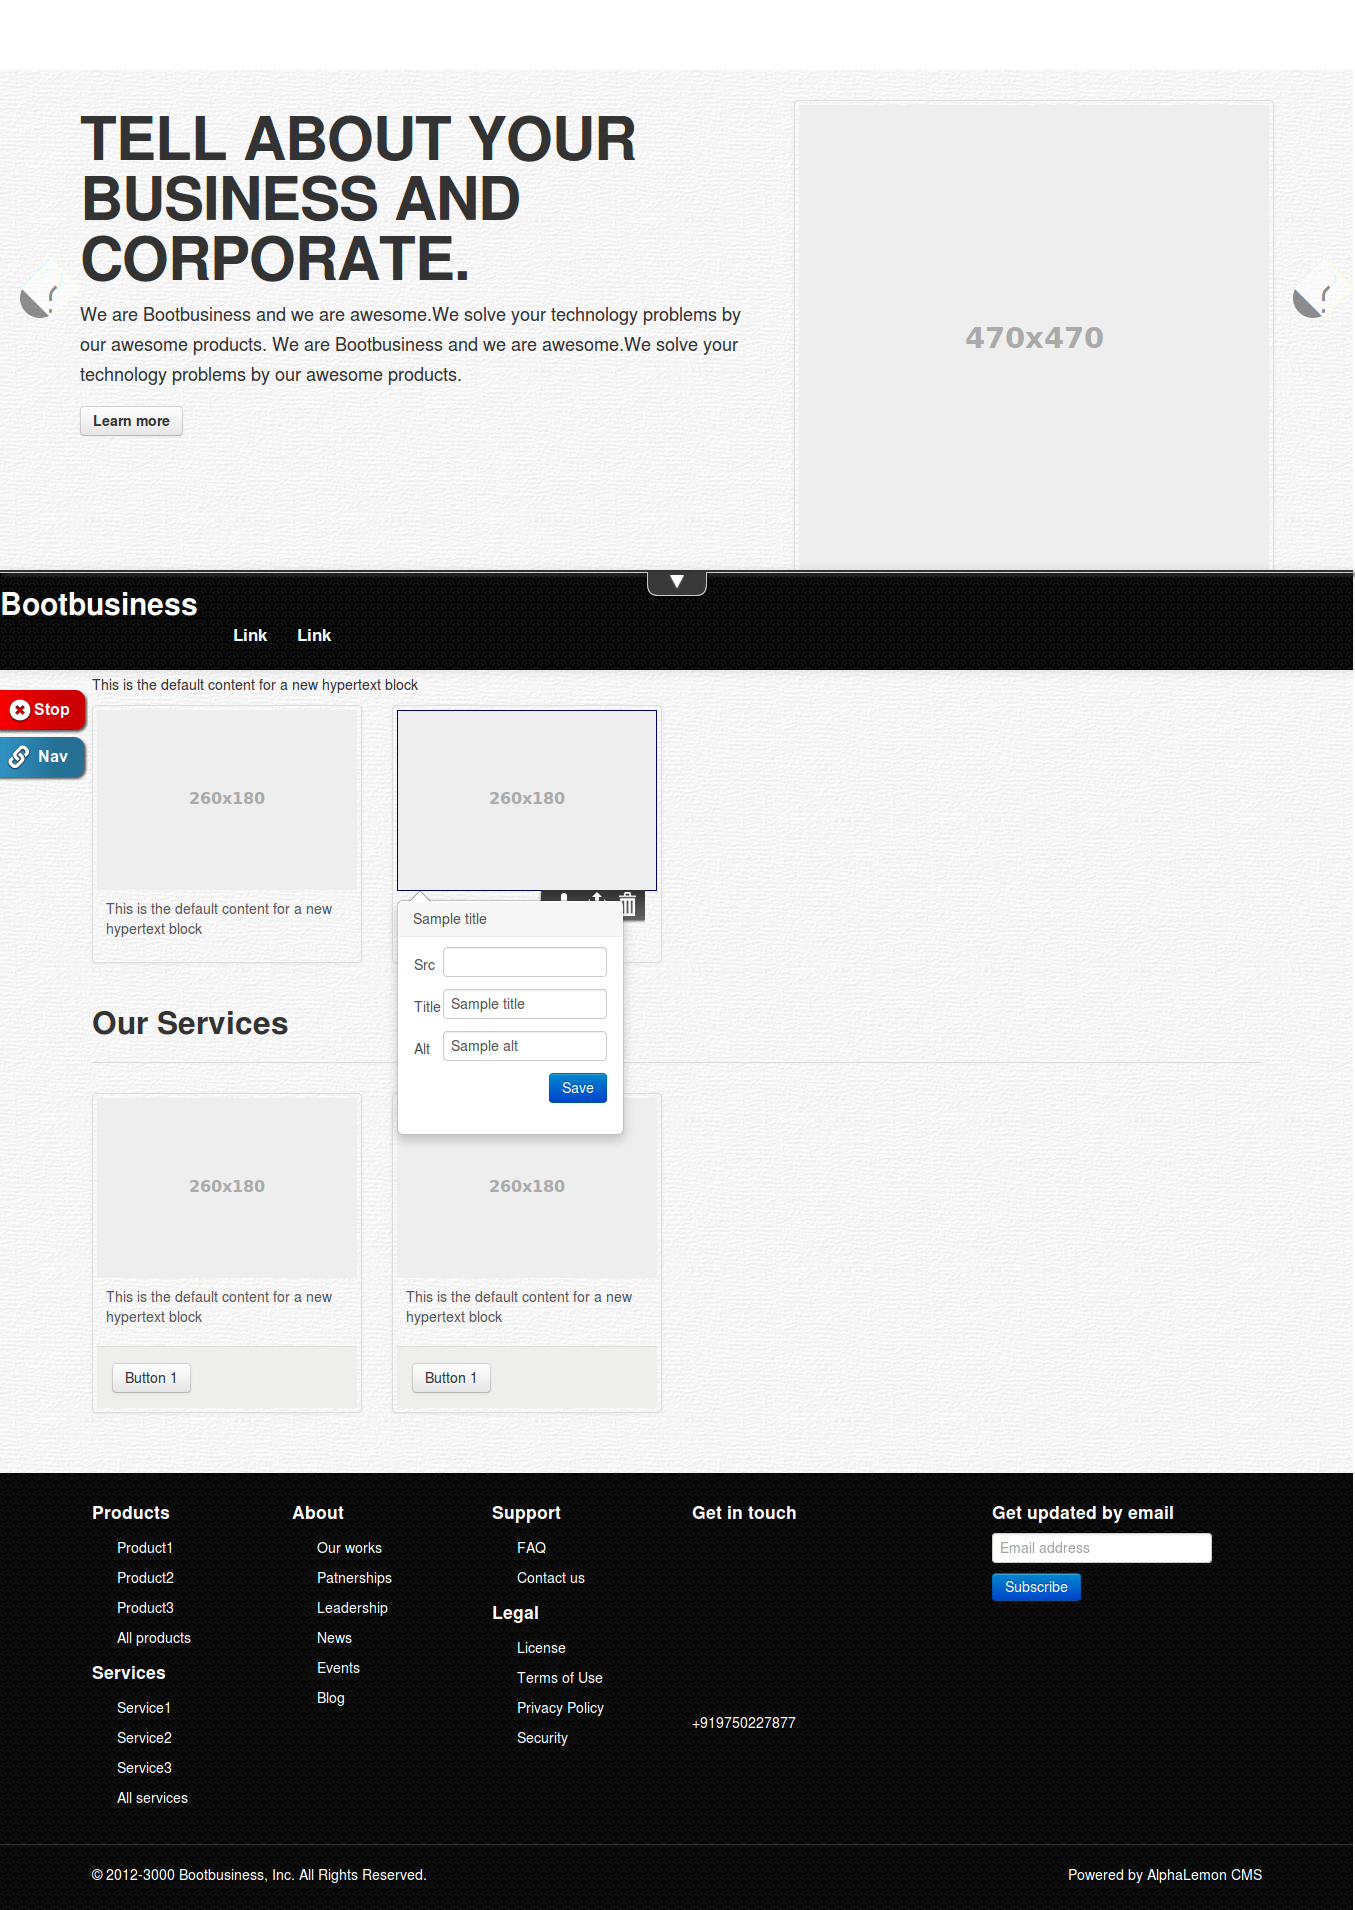 TELL ABOUT YOUR
BUSINESS AND
CORPORATE.
We are Bootbusiness and we are awesome.We solve your technology problems by
our awesome products. We are Bootbusiness and we are awesome.We solve your
technology problems by our awesome products.
Learn more
470x470
Bootbusiness
Link Link
This is the default content for a new hypertext block
Stop
Nav
260x180
260x180
This is the default content for a new
hypertext block
Sample title
Src
Title Sample title
Alt Sample alt
Save
Our Services
260x180
260x180
This is the default content for a new
hypertext block
This is the default content for a new
hypertext block
Button 1
Button 1
Products
Product1
Product2
Product3
All products
Services
Service1
Service2
Service3
All services
About
Our works
Patnerships
Leadership
News
Events
Blog
Support
FAQ
Contact us
Legal
License
Terms of Use
Privacy Policy
Security
Get in touch
+919750227877
Get updated by email
Email address
Subscribe
© 2012-3000 Bootbusiness, Inc. All Rights Reserved.
Powered by AlphaLemon CMS